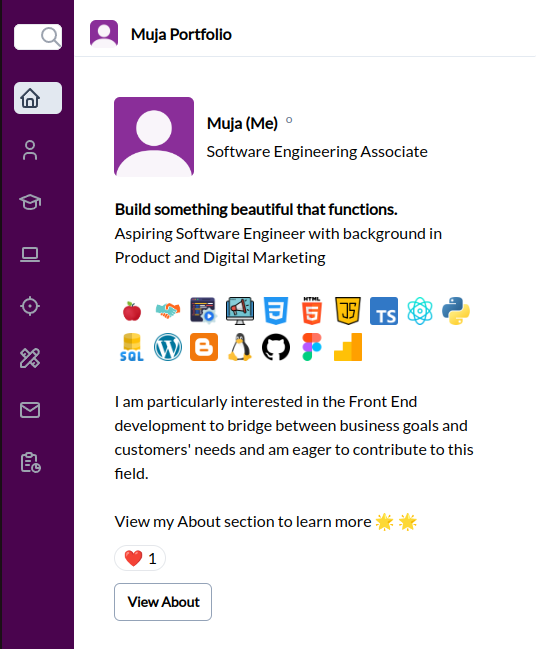 Muja Portfolio
Muja (Me)
Software Engineering Associate
Build something beautiful that functions.
Aspiring Software Engineer with background in
Product and Digital Marketing
HTML
JS
TS
SQL
I am particularly interested in the Front End
development to bridge between business goals and
customers' needs and am eager to contribute to this
field.
View my About section to learn more 🌟 🌟
❤️ 1
View About